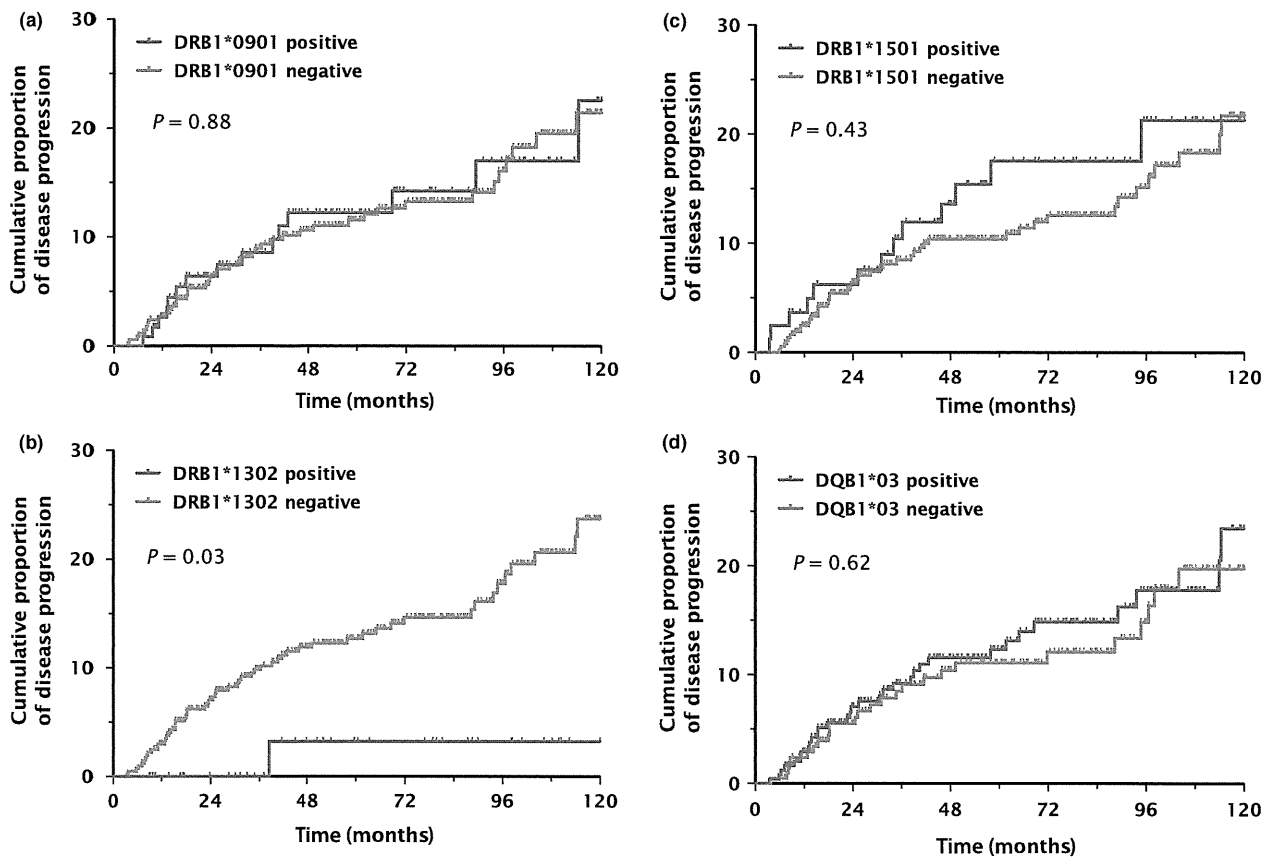 (a)
30
20
10
0
DRB1*0901 positive
DRB1*0901 negative
P = 0.88
Cumulative proportion
of disease progression
0 24 48 72 96 120
Time (months)
(c)
30
20
10
0
DRB1*1501 positive
DRB1*1501 negative
P = 0.43
Cumulative proportion
of disease progression
0 24 48 72 96 120
Time (months)
(b)
30
20
10
0
DRB1*1302 positive
DRB1*1302 negative
P = 0.03
Cumulative proportion
of disease progression
0 24 48 72 96 120
Time (months)
(d)
30
20
10
0
DQB1*03 positive
DQB1*03 negative
P = 0.62
Cumulative proportion
of disease progression
0 24 48 72 96 120
Time (months)